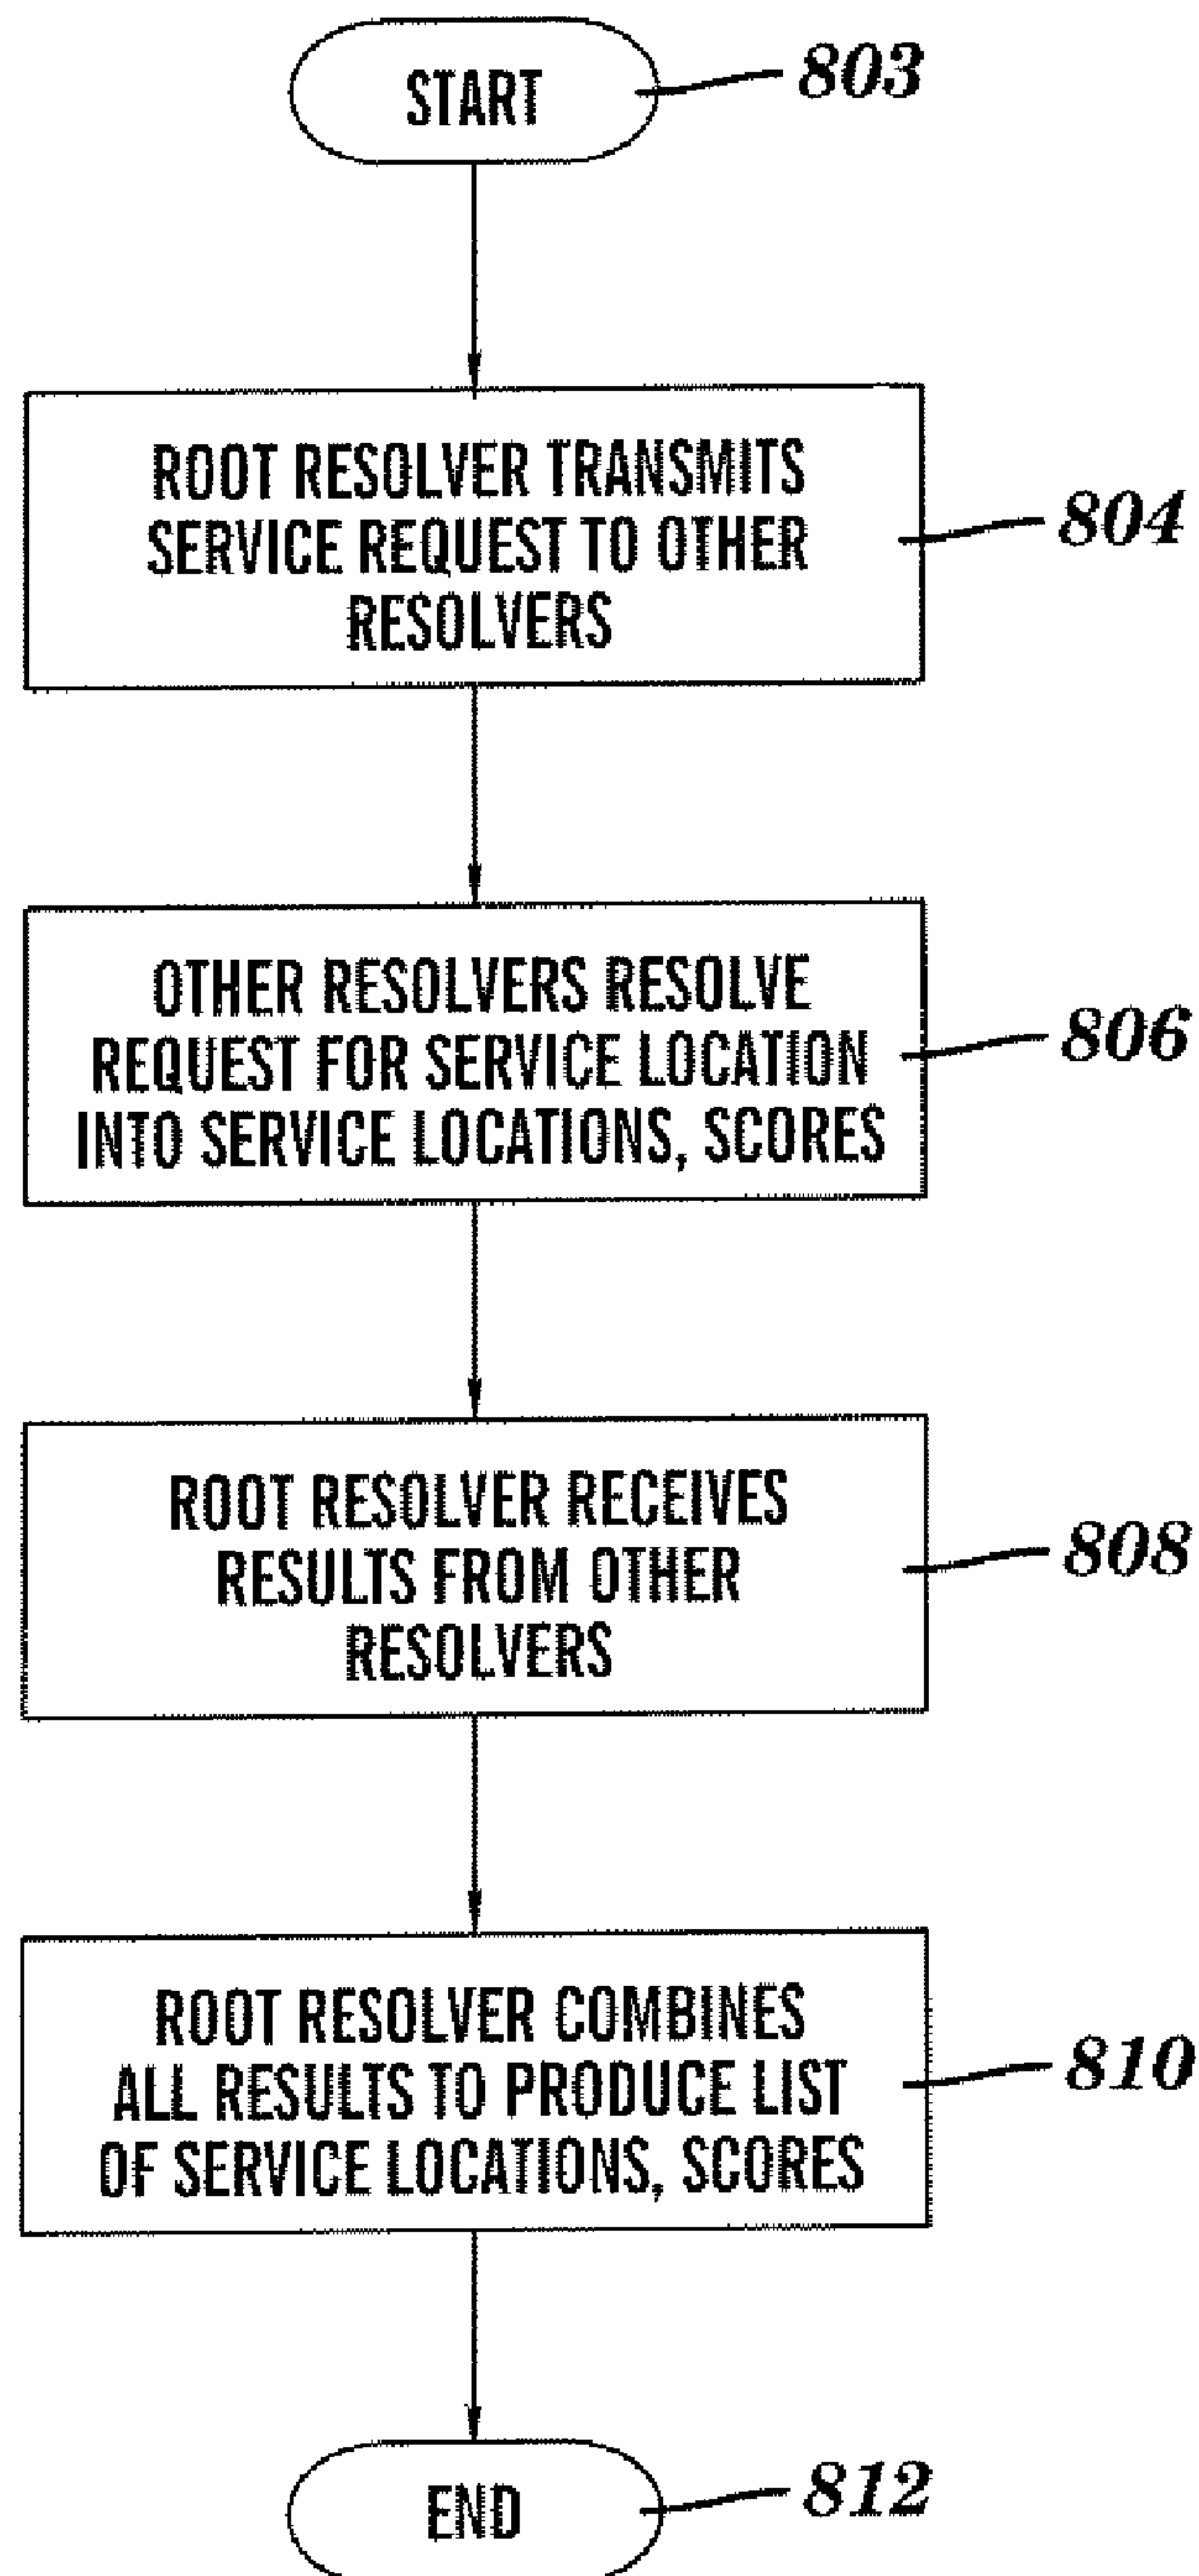 START
803
ROOT RESOLVER TRANSMITS
SERVICE REQUEST TO OTHER
RESOLVERS
804
OTHER RESOLVERS RESOLVE
REQUEST FOR SERVICE LOCATION
INTO SERVICE LOCATIONS, SCORES
806
ROOT RESOLVER RECEIVES
RESULTS FROM OTHER
RESOLVERS
808
ROOT RESOLVER COMBINES
ALL RESULTS TO PRODUCE LIST
OF SERVICE LOCATIONS, SCORES
810
END
812